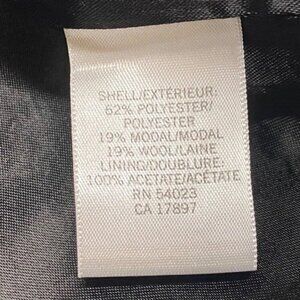 SHELL/EXTÉRIEUR:
62% POLYESTER/
POLYESTER
19% MODAL/MODAL
19% WOOL/LAINE
LINING/DOUBLURE:
100% ACETATE/ACÉTATE
RN 54023
CA 17897